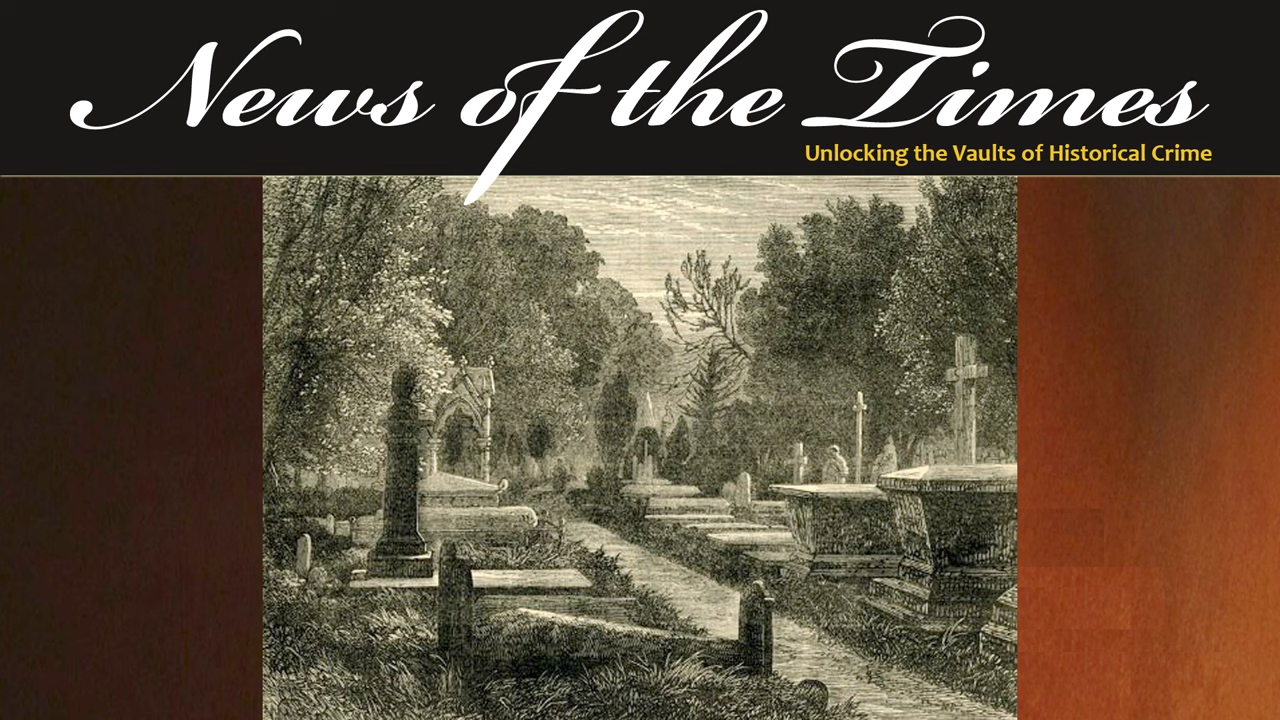 News of the Times
Unlocking the Vaults of Historical Crime